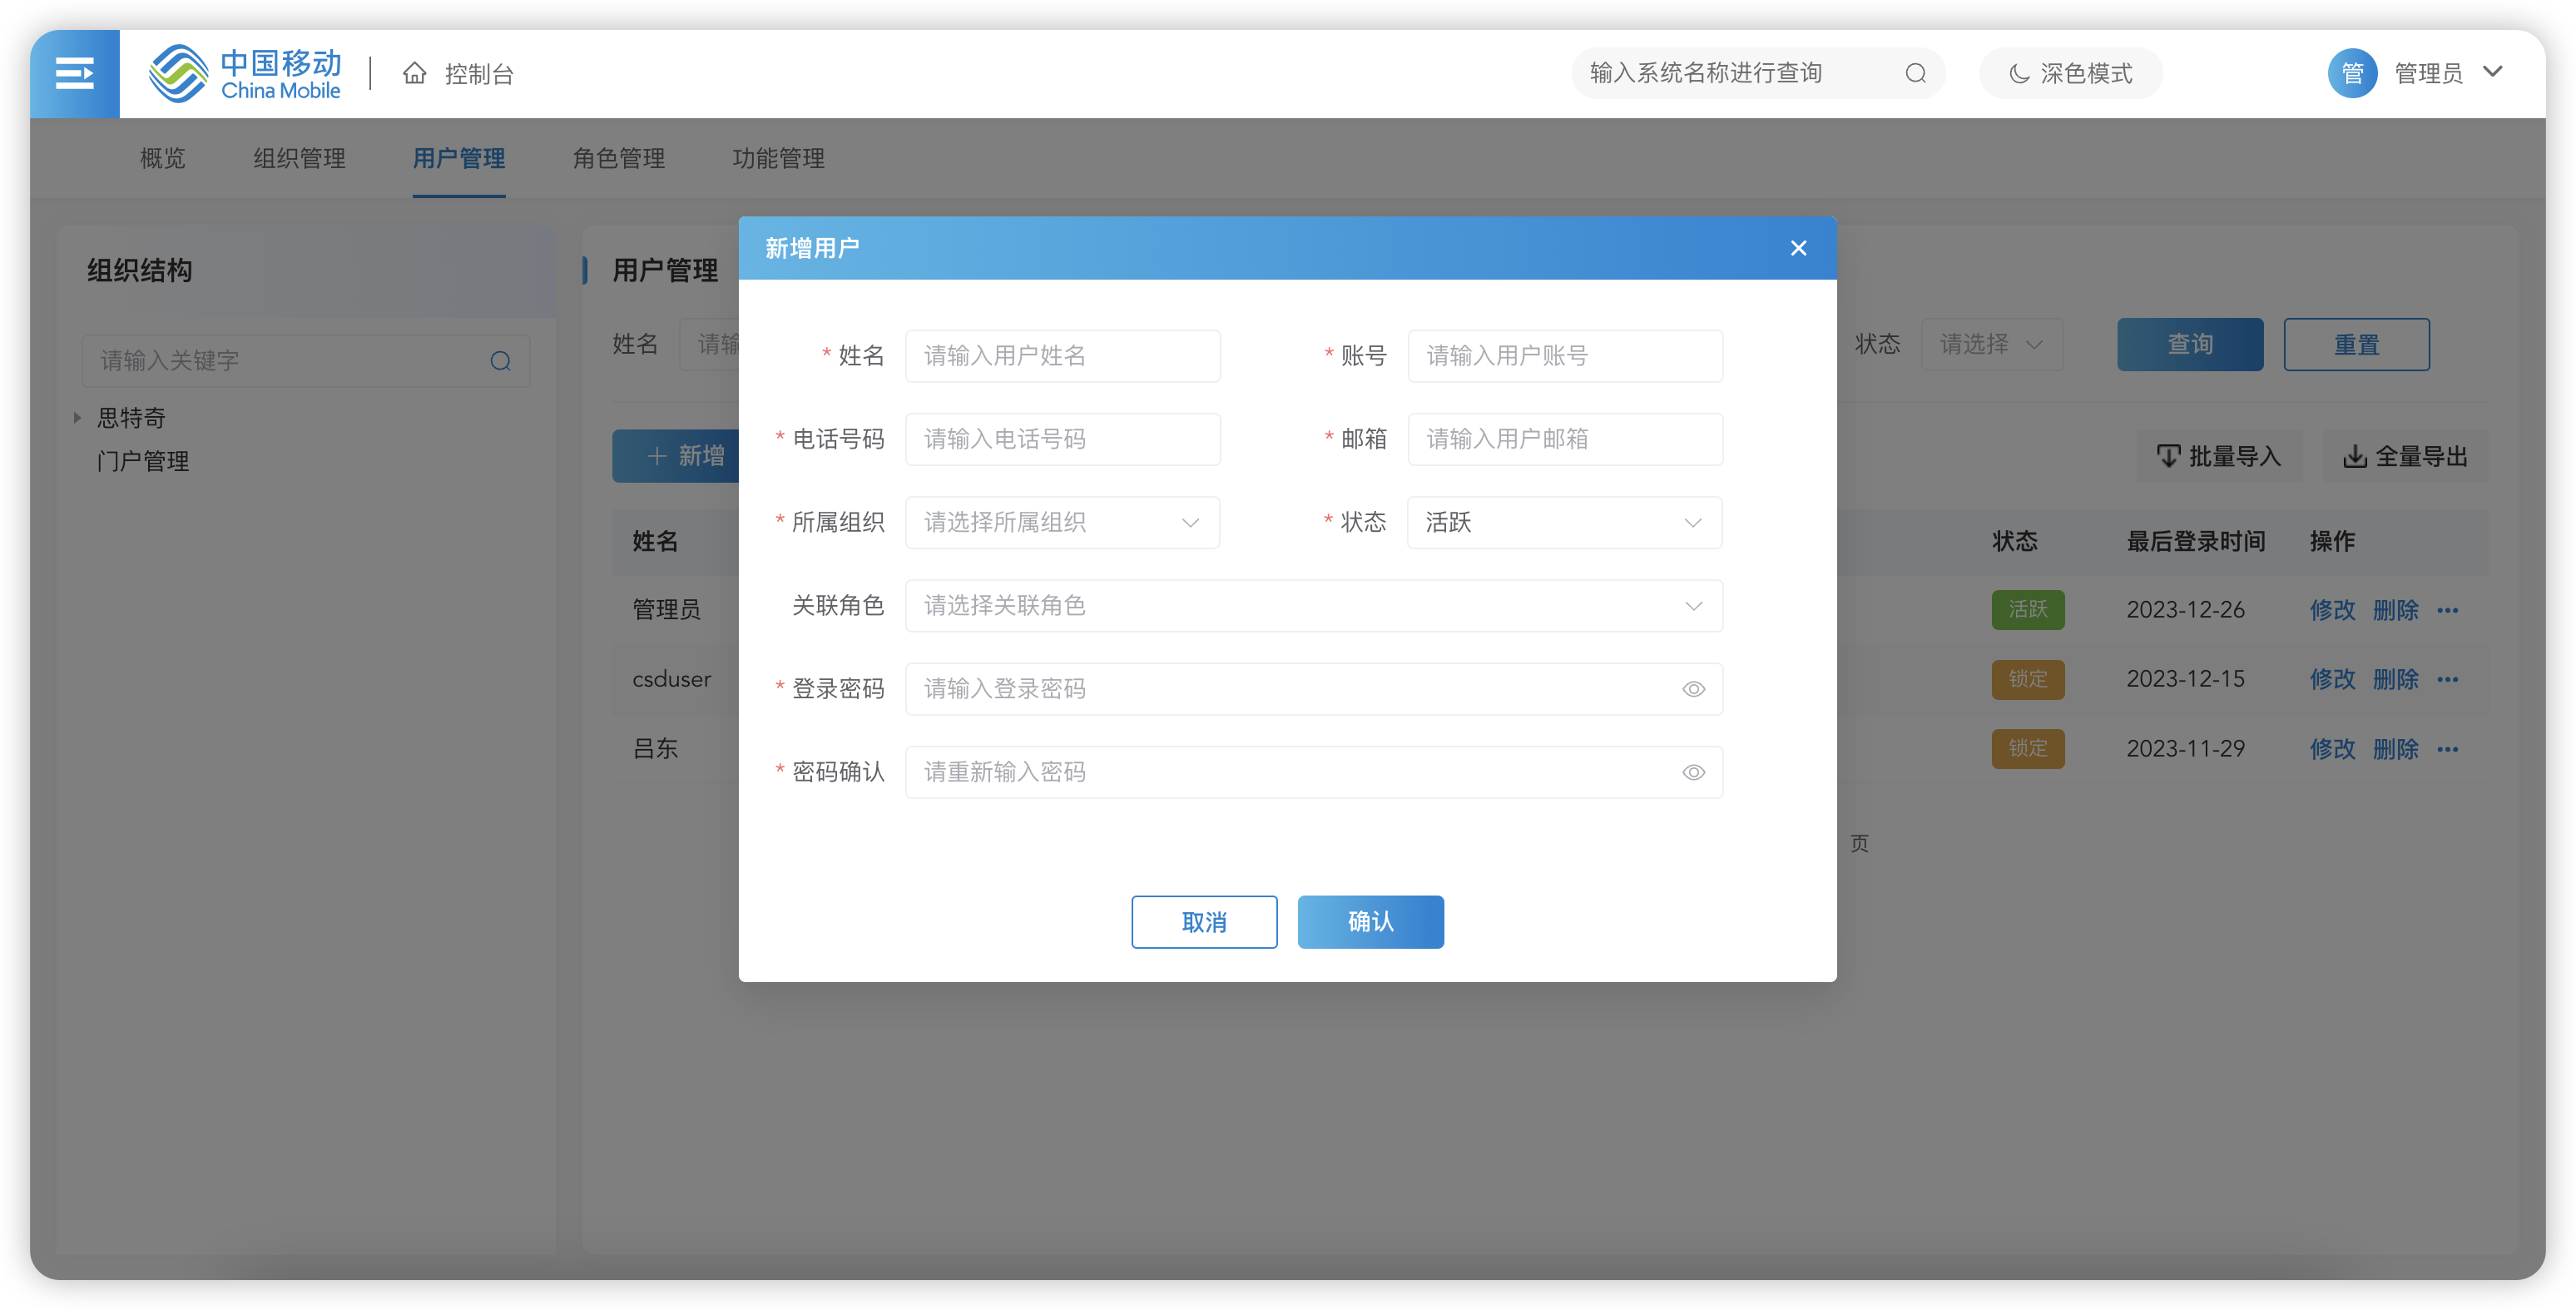 中国移动
China Mobile
控制台
输入系统名称进行查询
深色模式
管
管理员
概览
组织管理
用户管理
角色管理
功能管理
组织结构
请输入关键字
思特奇
门户管理
用户管理
姓名
请输
状态
请选择
查询
重置
新增
批量导入
全量导出
姓名
状态
最后登录时间
操作
管理员
活跃
2023-12-26
修改
删除
csduser
锁定
2023-12-15
修改
删除
吕东
锁定
2023-11-29
修改
删除
页
新增用户
* 姓名
请输入用户姓名
* 账号
请输入用户账号
* 电话号码
请输入电话号码
* 邮箱
请输入用户邮箱
* 所属组织
请选择所属组织
* 状态
活跃
关联角色
请选择关联角色
* 登录密码
请输入登录密码
* 密码确认
请重新输入密码
取消
确认